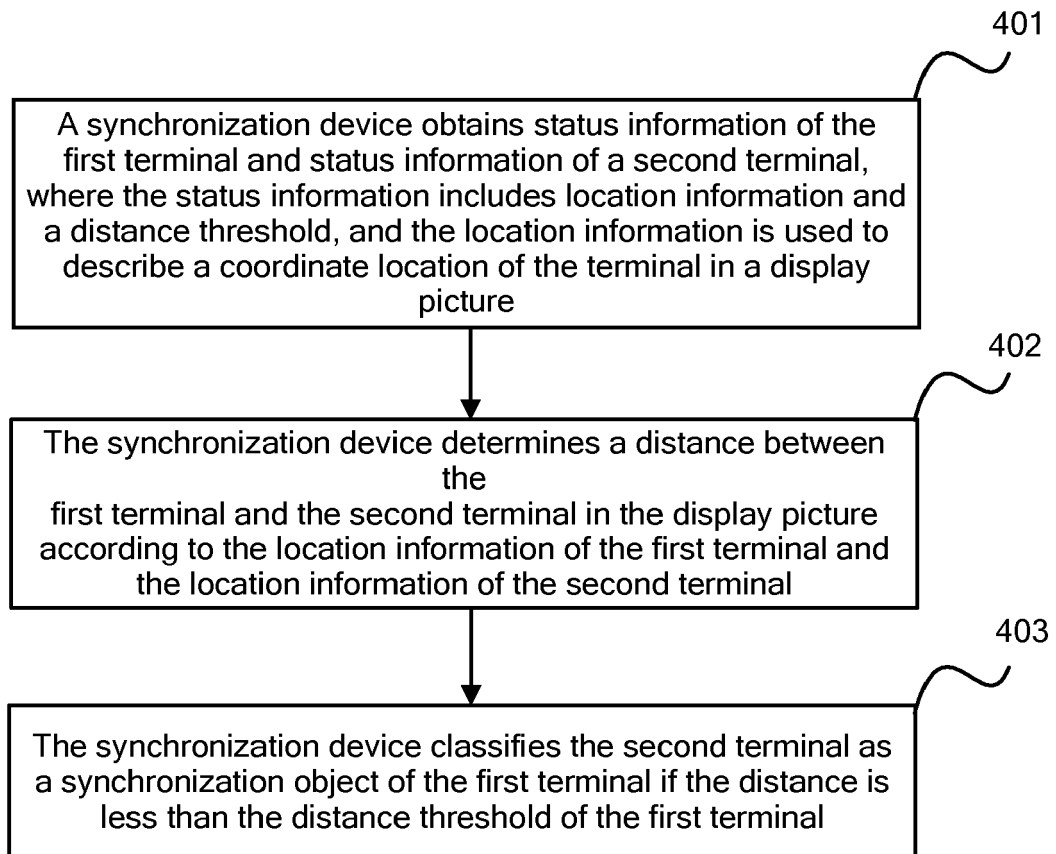 401
A synchronization device obtains status information of the
first terminal and status information of a second terminal,
where the status information includes location information and
a distance threshold, and the location information is used to
describe a coordinate location of the terminal in a display
picture
402
The synchronization device determines a distance between
the
first terminal and the second terminal in the display picture
according to the location information of the first terminal and
the location information of the second terminal
403
The synchronization device classifies the second terminal as
a synchronization object of the first terminal if the distance is
less than the distance threshold of the first terminal